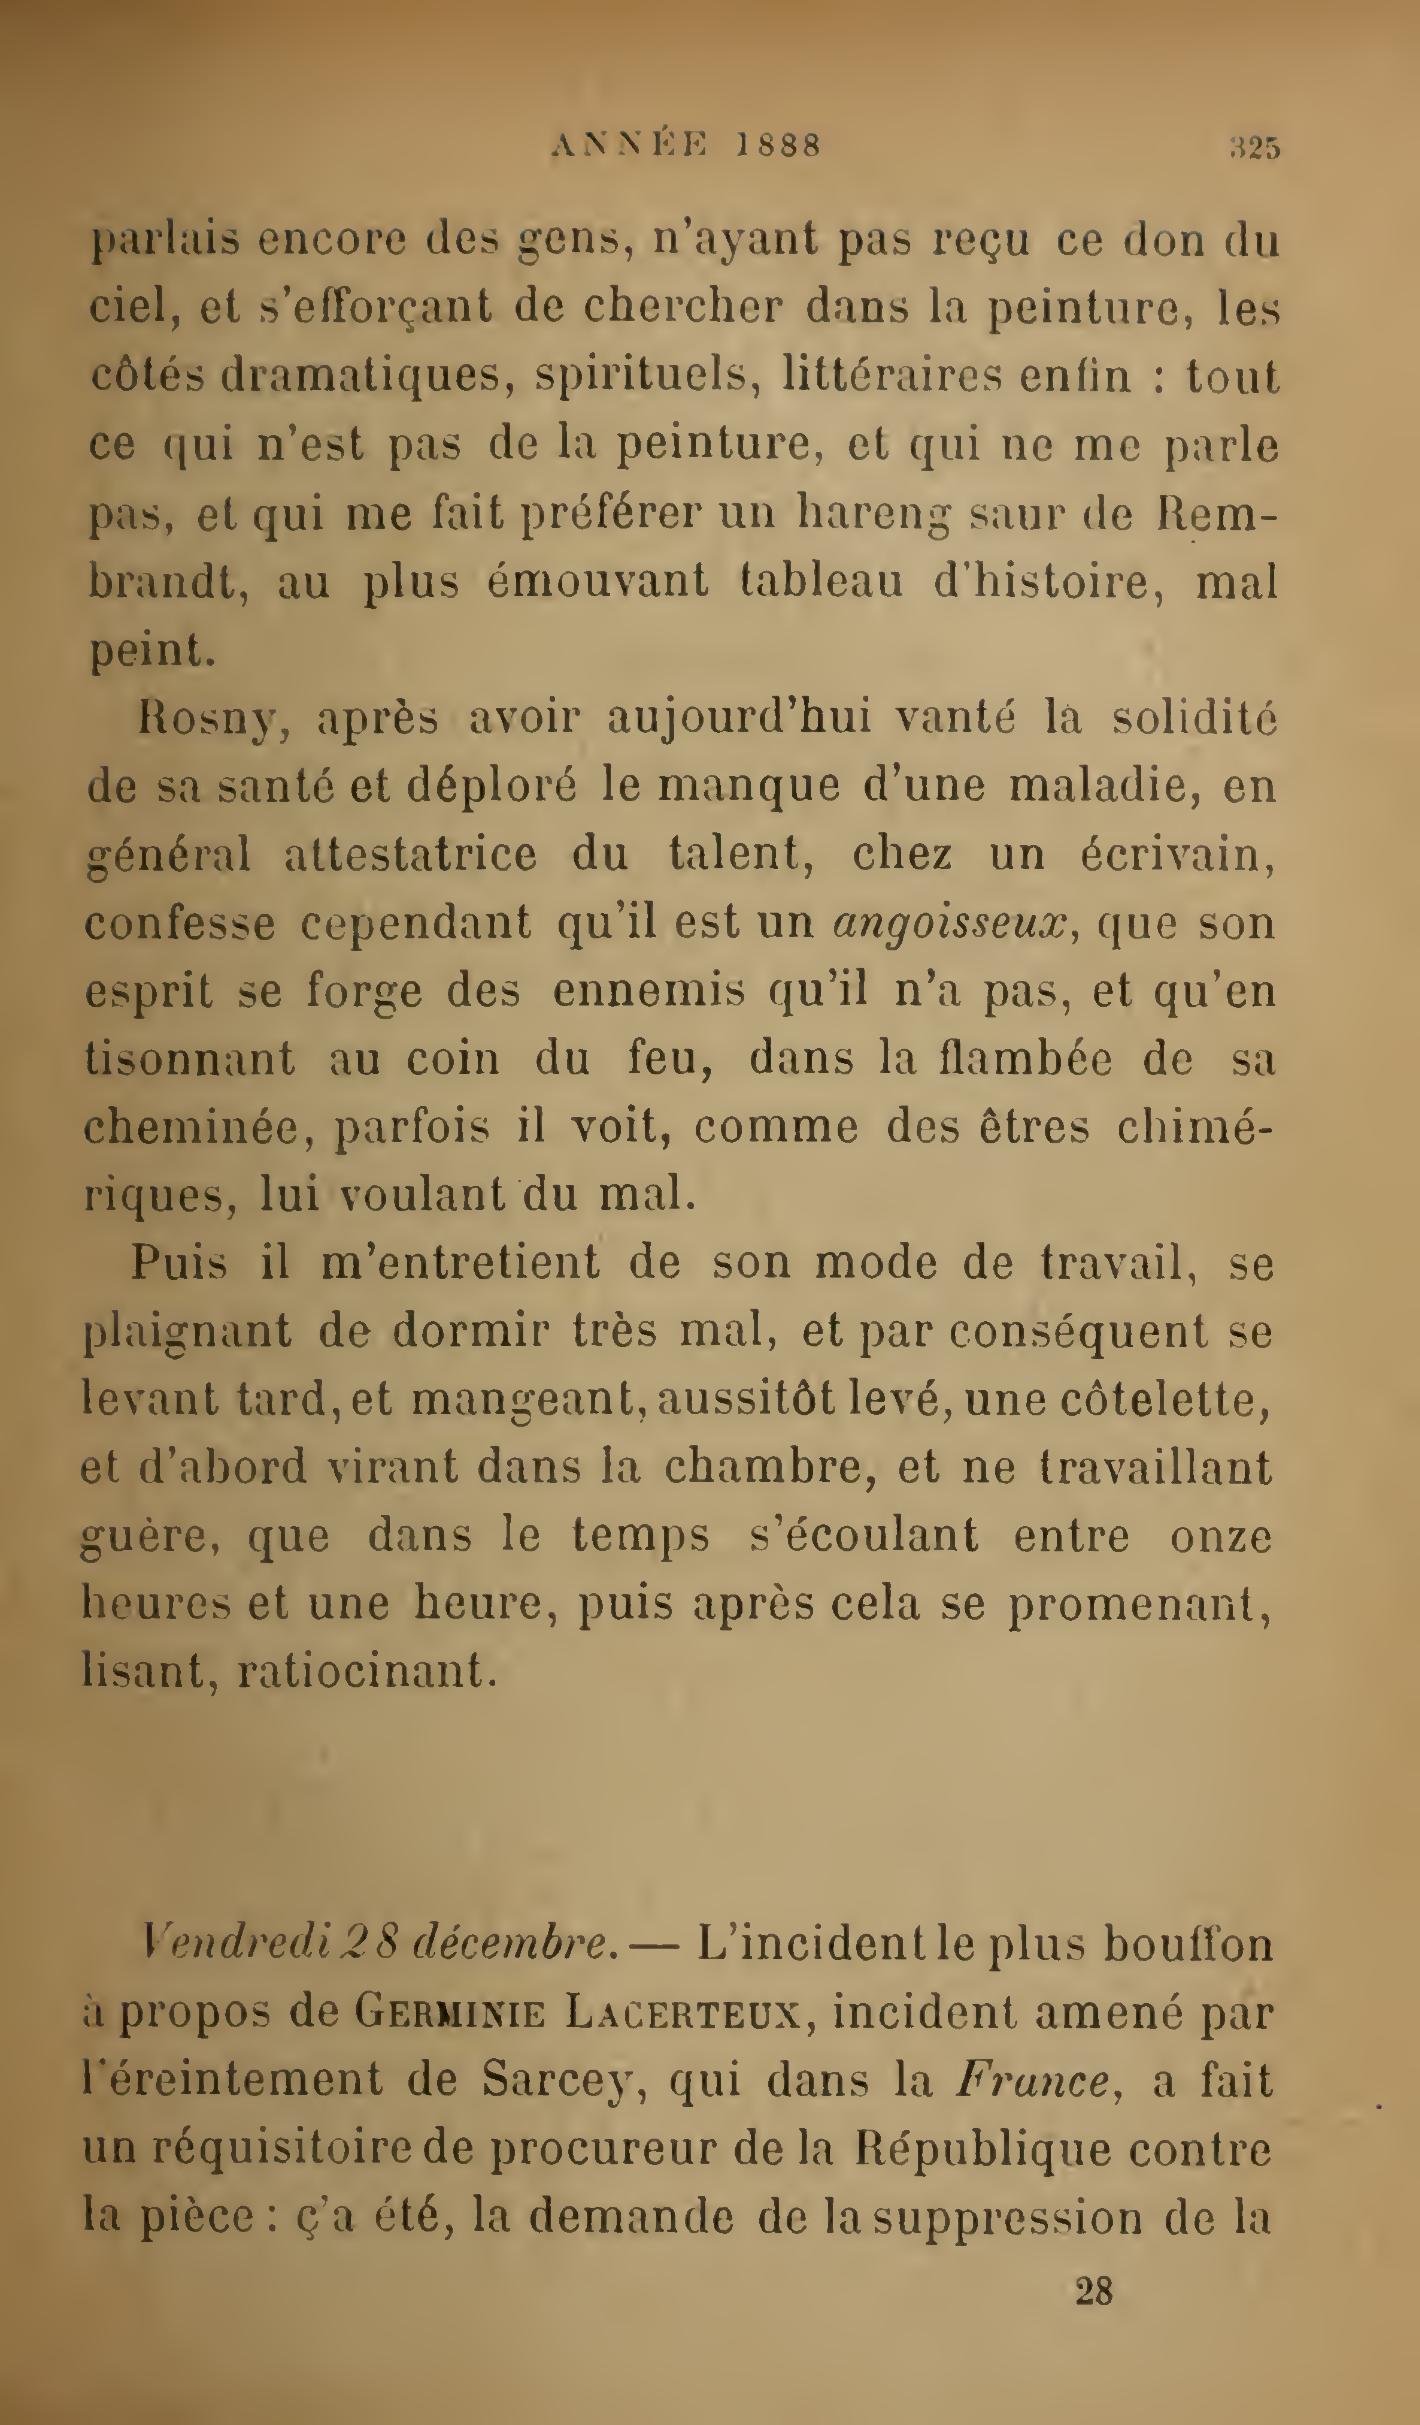 ANNÉE 1888 325
parlais encore des gens, n'ayant pas reçu ce don du
ciel, et s'efforçant de chercher dans la peinture, les
côtés dramatiques, spirituels, littéraires enfin : tout
ce qui n'est pas de la peinture, et qui ne me parle
pas, et qui me fait préférer un hareng saur de Rem-
brandt, au plus émouvant tableau d'histoire, mal
peint.
Rosny, après avoir aujourd'hui vanté la solidité
de sa santé et déploré le manque d'une maladie, en
général attestatrice du talent, chez un écrivain,
confesse cependant qu'il est un angoisseux, que son
esprit se forge des ennemis qu'il n'a pas, et qu'en
tisonnant au coin du feu, dans la flambée de sa
cheminée, parfois il voit, comme des êtres chimé-
riques, lui voulant du mal.
Puis il m'entretient de son mode de travail, se
plaignant de dormir très mal, et par conséquent se
levant tard, et mangeant, aussitôt levé, une côtelette,
et d'abord virant dans la chambre, et ne travaillant
guère, que dans le temps s'écoulant entre onze
heures et une heure, puis après cela se promenant,
lisant, ratiocinant.
Vendredi 28 décembre. — L'incident le plus bouffon
à propos de GERMINIE LACERTEUX, incident amené par
l'éreintement de Sarcey, qui dans la France, a fait
un réquisitoire de procureur de la République contre
la pièce : ç'a été, la demande de la suppression de la
28